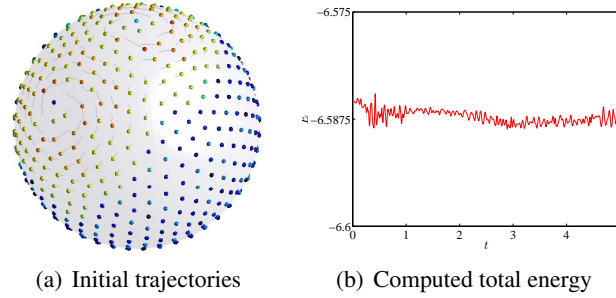 −6.575
−6.5875
E
−6.6
0 1 2 3 4
t
(a) Initial trajectories (b) Computed total energy